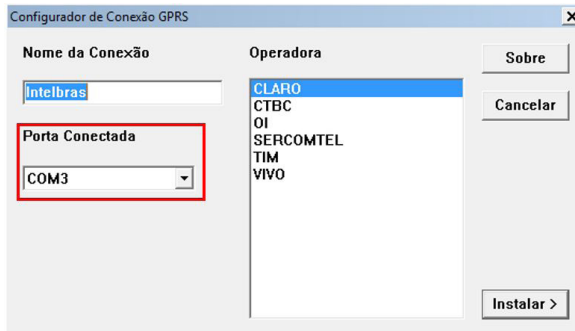 Configurador de Conexão GPRS
Nome da Conexão
Intelbras
Porta Conectada
COM3
Operadora
CLARO
CTBC
OI
SERCOMTEL
TIM
VIVO
Sobre
Cancelar
Instalar >